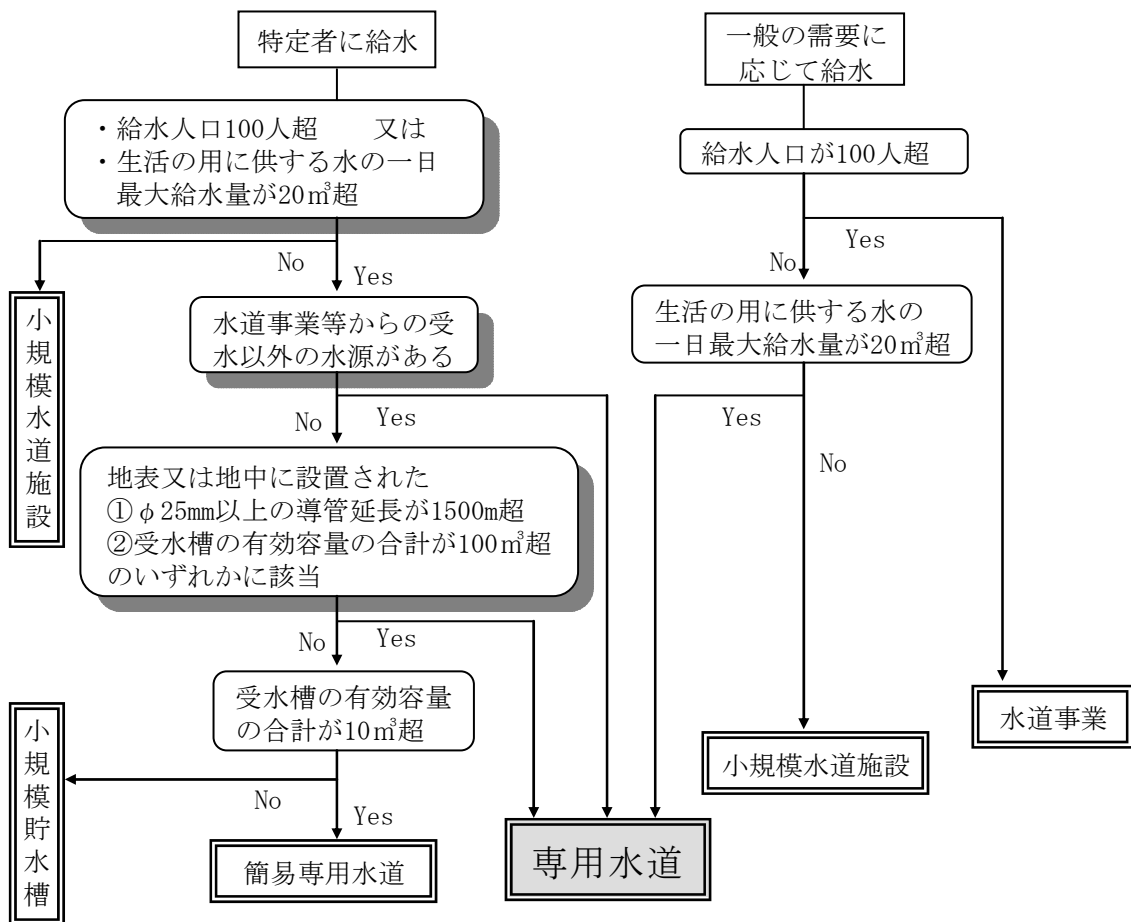 特定者に給水
・給水人口100人超　又は
・生活の用に供する水の一日
最大給水量が20㎥超
No
Yes
小規模水道施設
水道事業等からの受
水以外の水源がある
No
Yes
地表又は地中に設置された
①φ25㎜以上の導管延長が1500m超
②受水槽の有効容量の合計が100㎥超
のいずれかに該当
No
Yes
受水槽の有効容量
の合計が10㎥超
No
Yes
小規模貯水槽
簡易専用水道
専用水道
一般の需要に
応じて給水
給水人口が100人超
Yes
No
生活の用に供する水の
一日最大給水量が20㎥超
Yes
No
小規模水道施設
水道事業